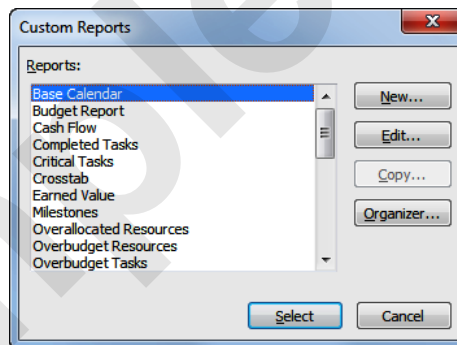 Custom Reports
Reports:
Base Calendar
Budget Report
Cash Flow
Completed Tasks
Critical Tasks
Crosstab
Earned Value
Milestones
Overallocated Resources
Overbudget Resources
Overbudget Tasks
New...
Edit...
Copy...
Organizer...
Select
Cancel